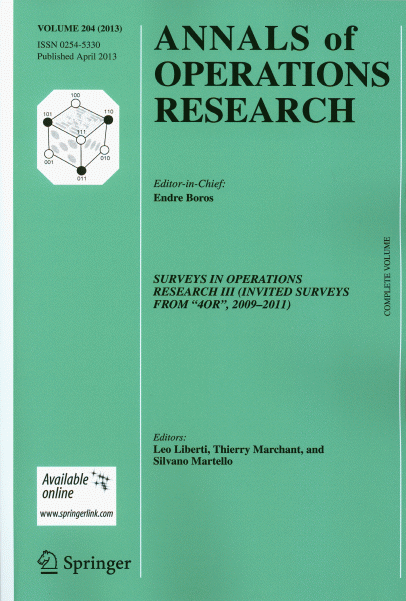 VOLUME 204 (2013)
ISSN 0254-5330
Published April 2013
100
101
110
111
001
010
011
ANNALS of
OPERATIONS
RESEARCH
Editor-in-Chief:
Endre Boros
COMPLETE VOLUME
SURVEYS IN OPERATIONS
RESEARCH III (INVITED SURVEYS
FROM “4OR”, 2009–2011)
Editors:
Leo Liberti, Thierry Marchant, and
Silvano Martello
Available
online
www.springerlink.com
Springer